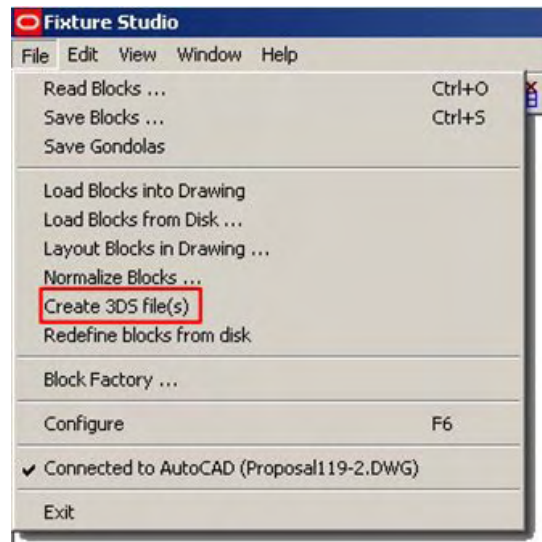 Fixture Studio
File Edit View Window Help
Read Blocks ... Ctrl+O
Save Blocks ... Ctrl+S
Save Gondolas
Load Blocks into Drawing
Load Blocks from Disk ...
Layout Blocks in Drawing ...
Normalize Blocks ...
Create 3DS file(s)
Redefine blocks from disk
Block Factory ...
Configure F6
Connected to AutoCAD (Proposal119-2.DWG)
Exit